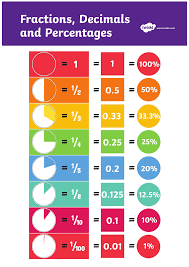 Fractions, Decimals
and Percentages
twinkl
= 1 = 1 = 100%
= 1/2 = 0.5 = 50%
= 1/3 = 0.33 = 33.3%
= 1/4 = 0.25 = 25%
= 1/5 = 0.2 = 20%
= 1/8 = 0.125 = 12.5%
= 1/10 = 0.1 = 10%
= 1/100 = 0.01 = 1%